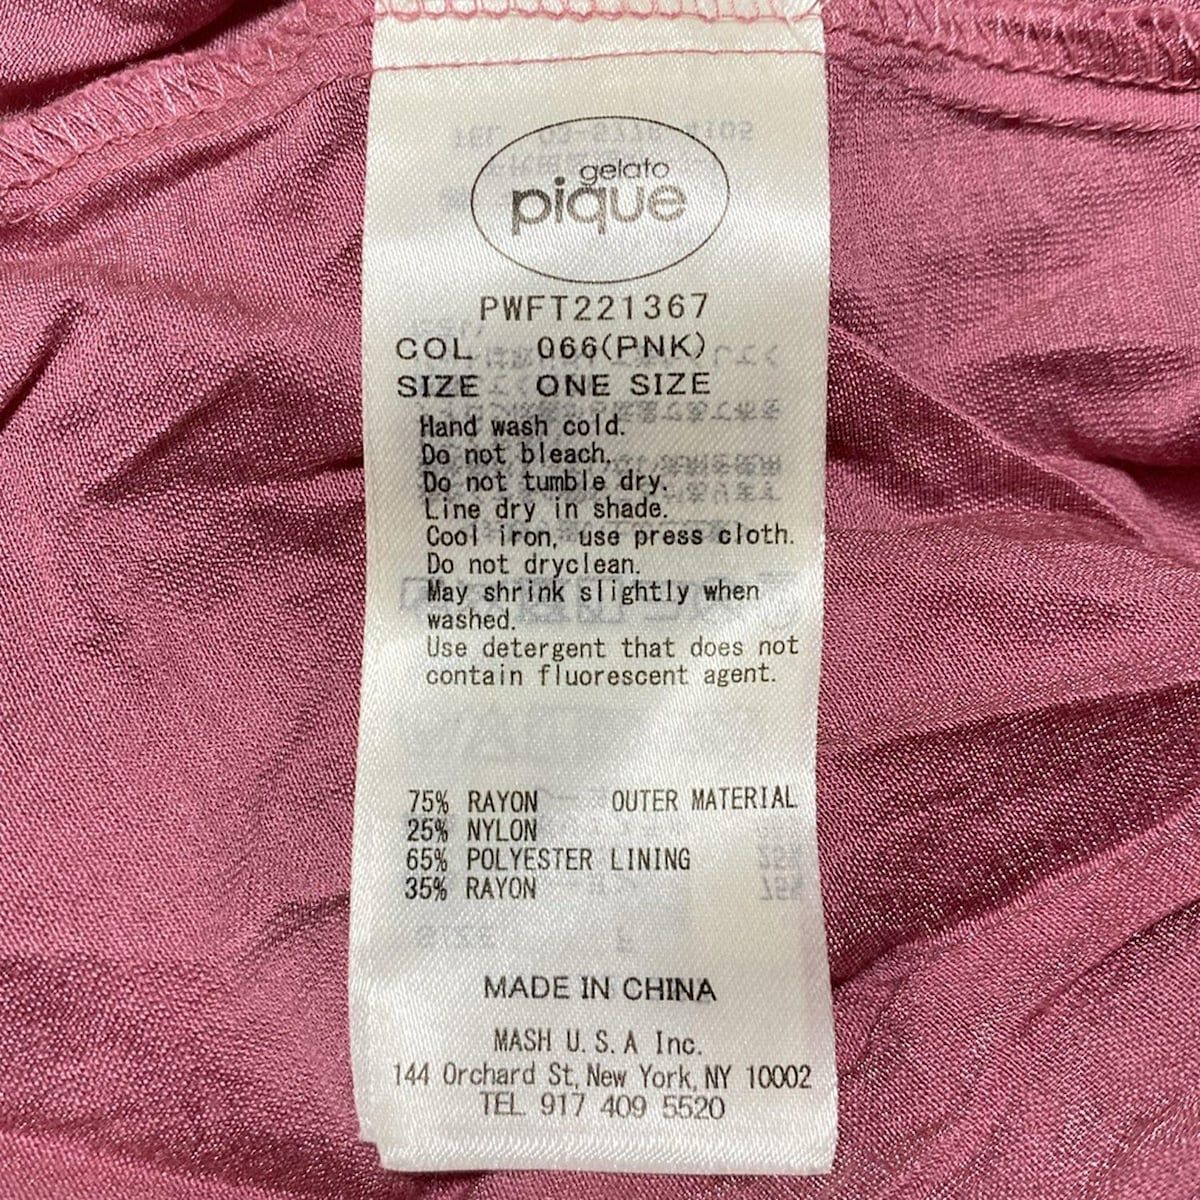 gelato
pique
PWFT221367
COL 066(PNK)
SIZE ONE SIZE
Hand wash cold.
Do not bleach.
Do not tumble dry.
Line dry in shade.
Cool iron, use press cloth.
Do not dryclean.
May shrink slightly when
washed.
Use detergent that does not
contain fluorescent agent.
75% RAYON OUTER MATERIAL
25% NYLON
65% POLYESTER LINING
35% RAYON
MADE IN CHINA
MASH U.S.A Inc.
144 Orchard St, New York, NY 10002
TEL 917 409 5520